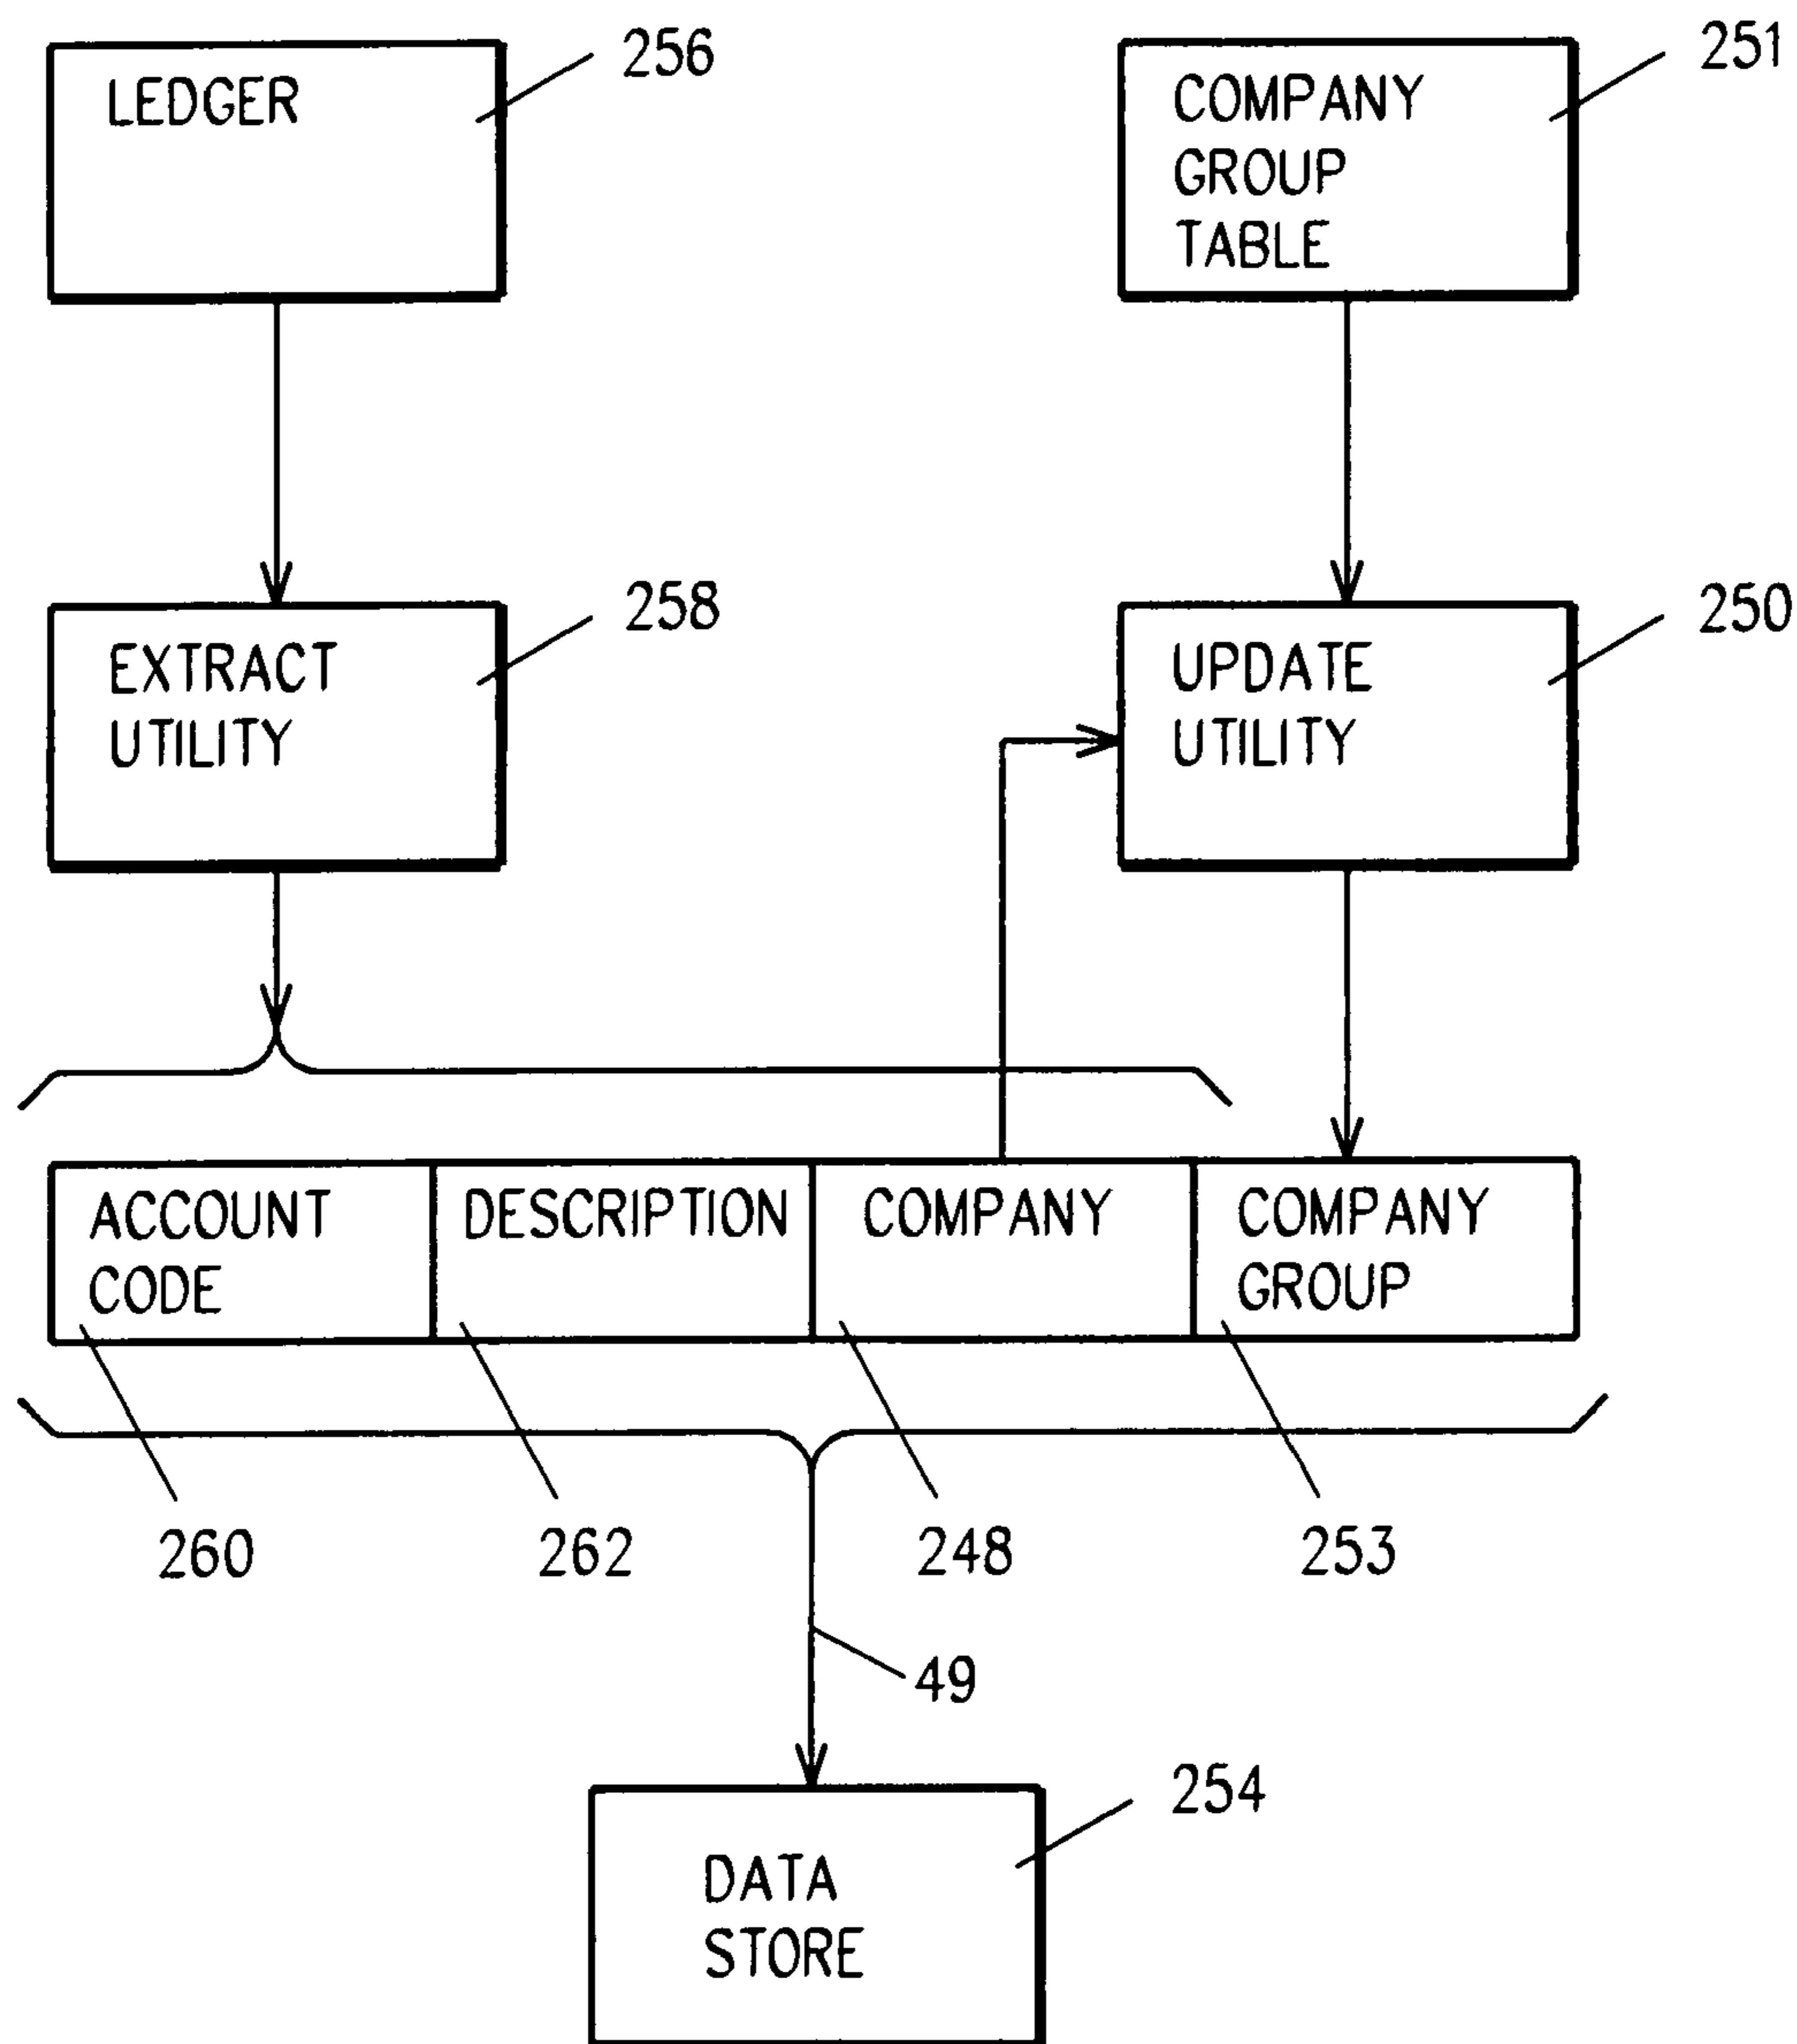 LEDGER
256
COMPANY
GROUP
TABLE
251
EXTRACT
UTILITY
258
UPDATE
UTILITY
250
ACCOUNT
CODE
DESCRIPTION
COMPANY
COMPANY
GROUP
260
262
248
253
49
254
DATA
STORE